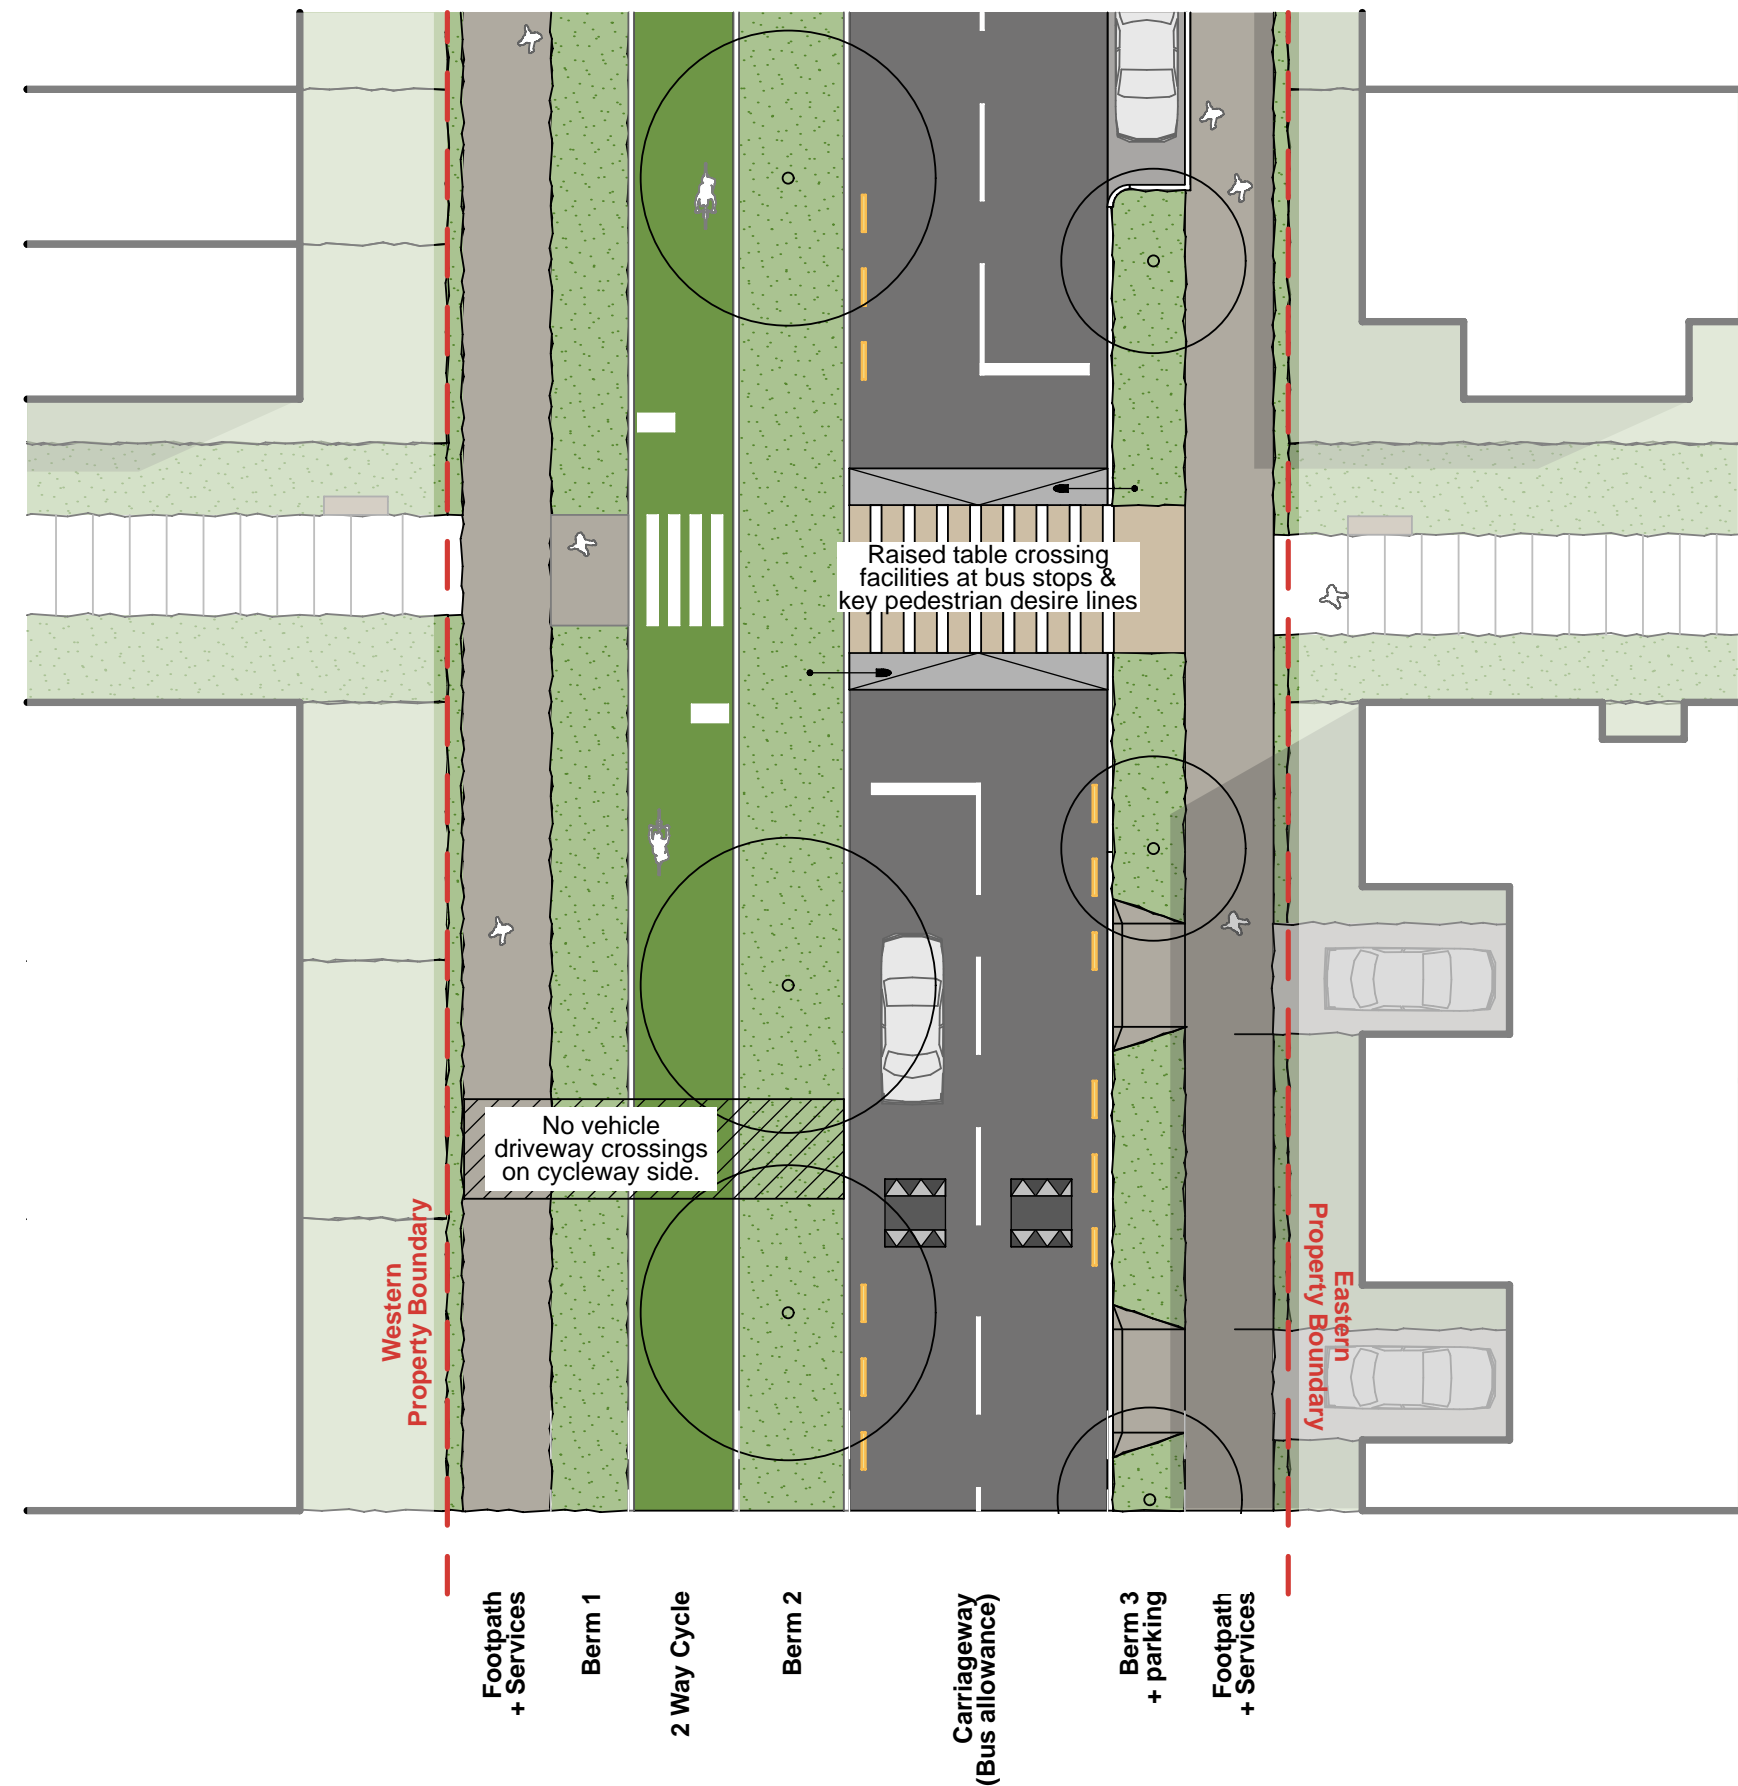 Raised table crossing
facilities at bus stops &
key pedestrian desire lines
No vehicle
driveway crossings
on cycleway side.
Western
Property Boundary
Eastern
Property Boundary
Footpath
+ Services
Berm 1
2 Way Cycle
Berm 2
Carriageway
(Bus allowance)
Berm 3
+ parking
Footpath
+ Services